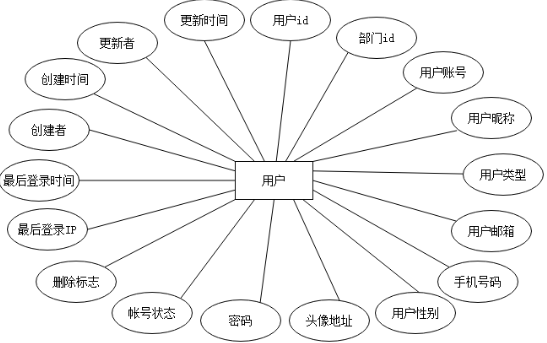 更新时间
用户id
更新者
部门id
创建时间
用户账号
创建者
用户昵称
最后登录时间
用户
用户类型
最后登录IP
用户邮箱
删除标志
手机号码
帐号状态
密码
头像地址
用户性别